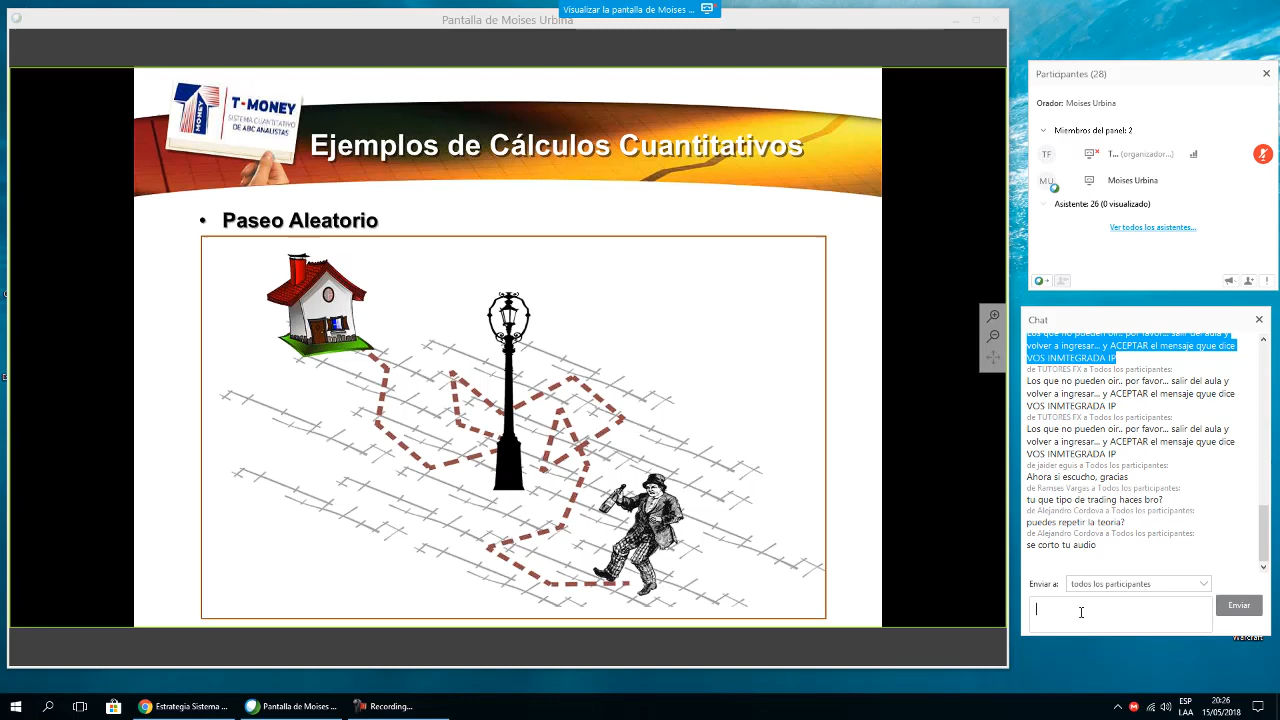 Visualizar la pantalla de Moises ...
Pantalla de Moises Urbina
T-MONEY
SISTEMA CUANTITATIVO
DE ABC ANALISTAS
MONEY
Ejemplos de Cálculos Cuantitativos
• Paseo Aleatorio
Participantes (28)
Orador: Moises Urbina
Miembros del panel: 2
TF T... (organizador...)
MU Moises Urbina
Asistente: 26 (0 visualizado)
Ver todos los asistentes...
Chat
Los que no pueden oir.. por favor... salir del aula y
volver a ingresar... y ACEPTAR el mensaje qyue dice
VOS INMTEGRADA IP
de TUTORES FX a Todos los participantes:
Los que no pueden oir.. por favor... salir del aula y
volver a ingresar... y ACEPTAR el mensaje qyue dice
VOS INMTEGRADA IP
de TUTORES FX a Todos los participantes:
Los que no pueden oir.. por favor... salir del aula y
volver a ingresar... y ACEPTAR el mensaje qyue dice
VOS INMTEGRADA IP
de jaider eguis a Todos los participantes:
Ahora si escucho, gracias
de Ramses Vargas a Todos los participantes:
tu que tipo de trading haces bro?
de Alejandro Cordova a Todos los participantes:
puedes repetir la teoria?
de Alejandro Cordova a Todos los participantes:
se corto tu audio
Enviar a: todos los participantes
Enviar
Warcraft
Estrategia Sistema ...
Pantalla de Moises ...
Recording...
ESP
LAA
20:26
15/05/2018